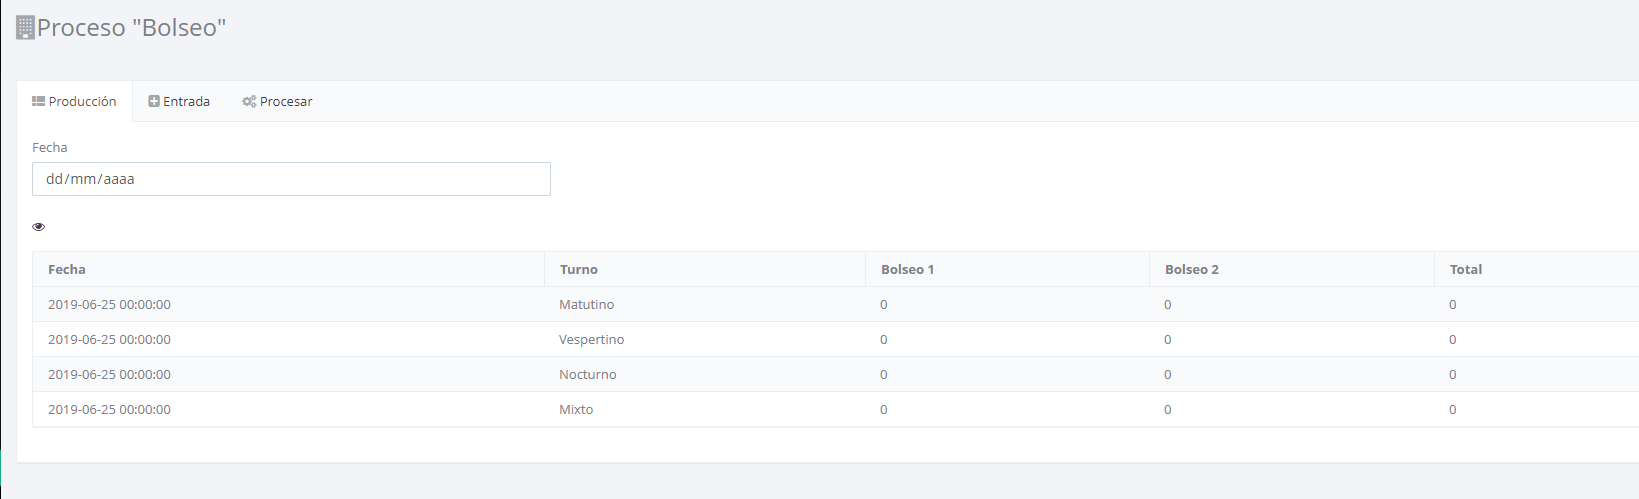 Proceso "Bolseo"
Producción Entrada Procesar
Fecha
dd/mm/aaaa
Fecha Turno Bolseo 1 Bolseo 2 Total
2019-06-25 00:00:00 Matutino 0 0 0
2019-06-25 00:00:00 Vespertino 0 0 0
2019-06-25 00:00:00 Nocturno 0 0 0
2019-06-25 00:00:00 Mixto 0 0 0